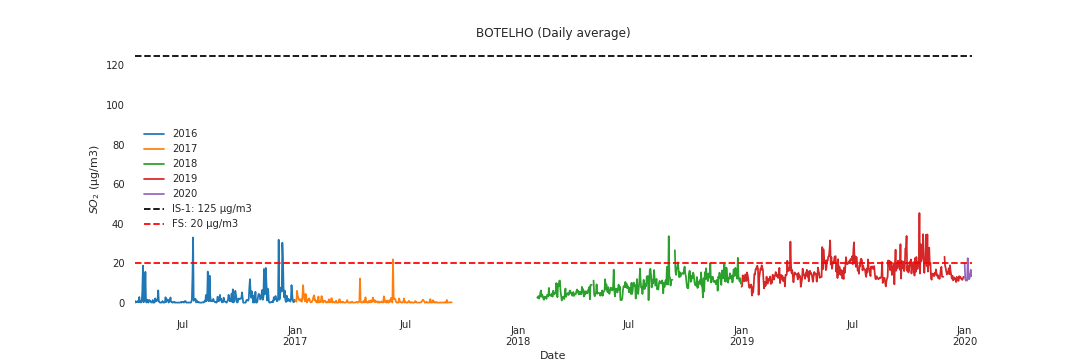 BOTELHO (Daily average)
120
100
80
60
40
20
0
SO2 (µg/m3)
2016
2017
2018
2019
2020
IS-1: 125 µg/m3
FS: 20 µg/m3
Jul
Jan
2017
Jul
Jan
2018
Jul
Jan
2019
Jul
Jan
2020
Date